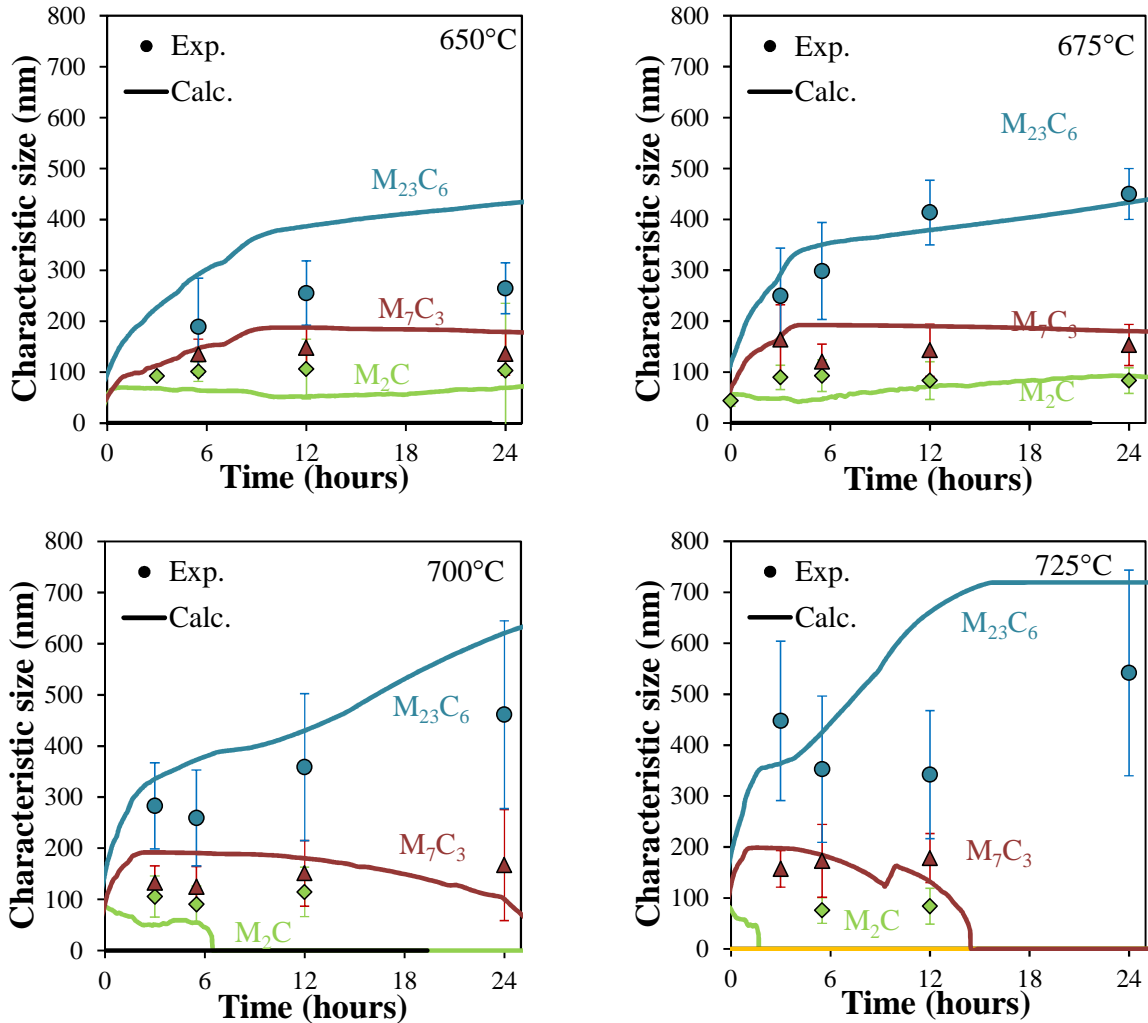 800
700
600
500
400
300
200
100
0
Characteristic size (nm)
Exp.
Calc.
650°C
M₂₃C₆
M₇C₃
M₂C
0 6 12 18 24
Time (hours)
800
700
600
500
400
300
200
100
0
Characteristic size (nm)
Exp.
Calc.
675°C
M₂₃C₆
M₇C₃
M₂C
0 6 12 18 24
Time (hours)
800
700
600
500
400
300
200
100
0
Characteristic size (nm)
Exp.
Calc.
700°C
M₂₃C₆
M₇C₃
M₂C
0 6 12 18 24
Time (hours)
800
700
600
500
400
300
200
100
0
Characteristic size (nm)
Exp.
Calc.
725°C
M₂₃C₆
M₇C₃
M₂C
0 6 12 18 24
Time (hours)